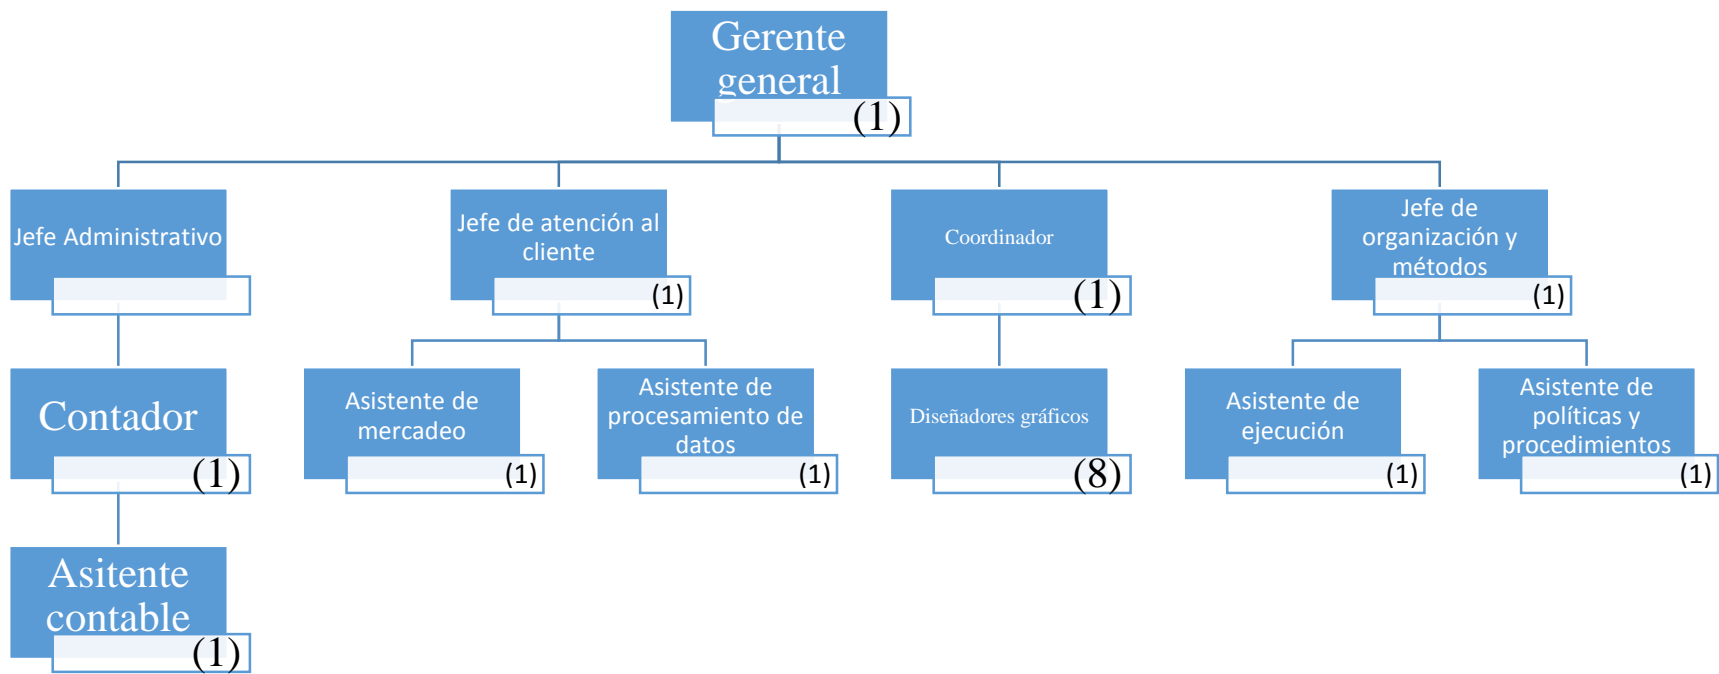 Gerente
general
(1)
Jefe Administrativo
Jefe de atención al
cliente
(1)
Coordinador
(1)
Jefe de
organización y
métodos
(1)
Contador
(1)
Asistente de
mercadeo
(1)
Asistente de
procesamiento de
datos
(1)
Diseñadores gráficos
(8)
Asistente de
ejecución
(1)
Asistente de
políticas y
procedimientos
(1)
Asitente
contable
(1)